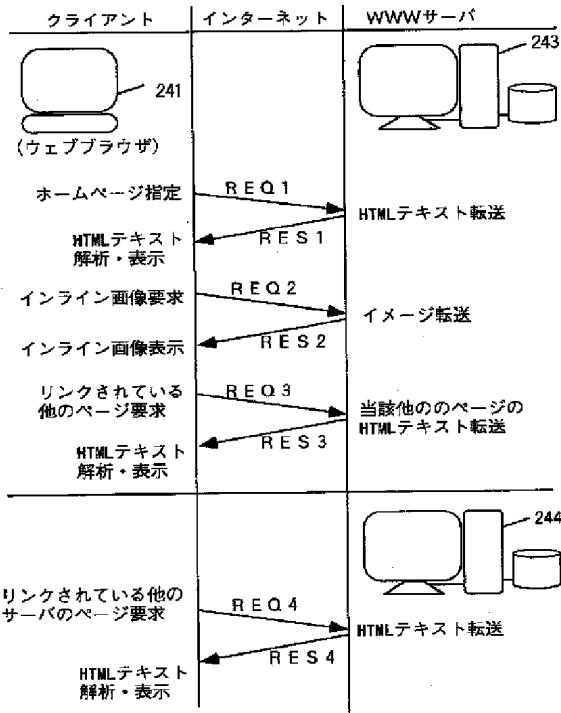 クライアント
インターネット
WWWサーバ
241
243
(ウェブブラウザ)
ホームページ指定
REQ1
HTMLテキスト転送
RES1
HTMLテキスト
解析・表示
インライン画像要求
REQ2
イメージ転送
RES2
インライン画像表示
リンクされている
他のページ要求
REQ3
当該他ののページの
HTMLテキスト転送
RES3
HTMLテキスト
解析・表示
244
リンクされている他の
サーバのページ要求
REQ4
HTMLテキスト転送
RES4
HTMLテキスト
解析・表示